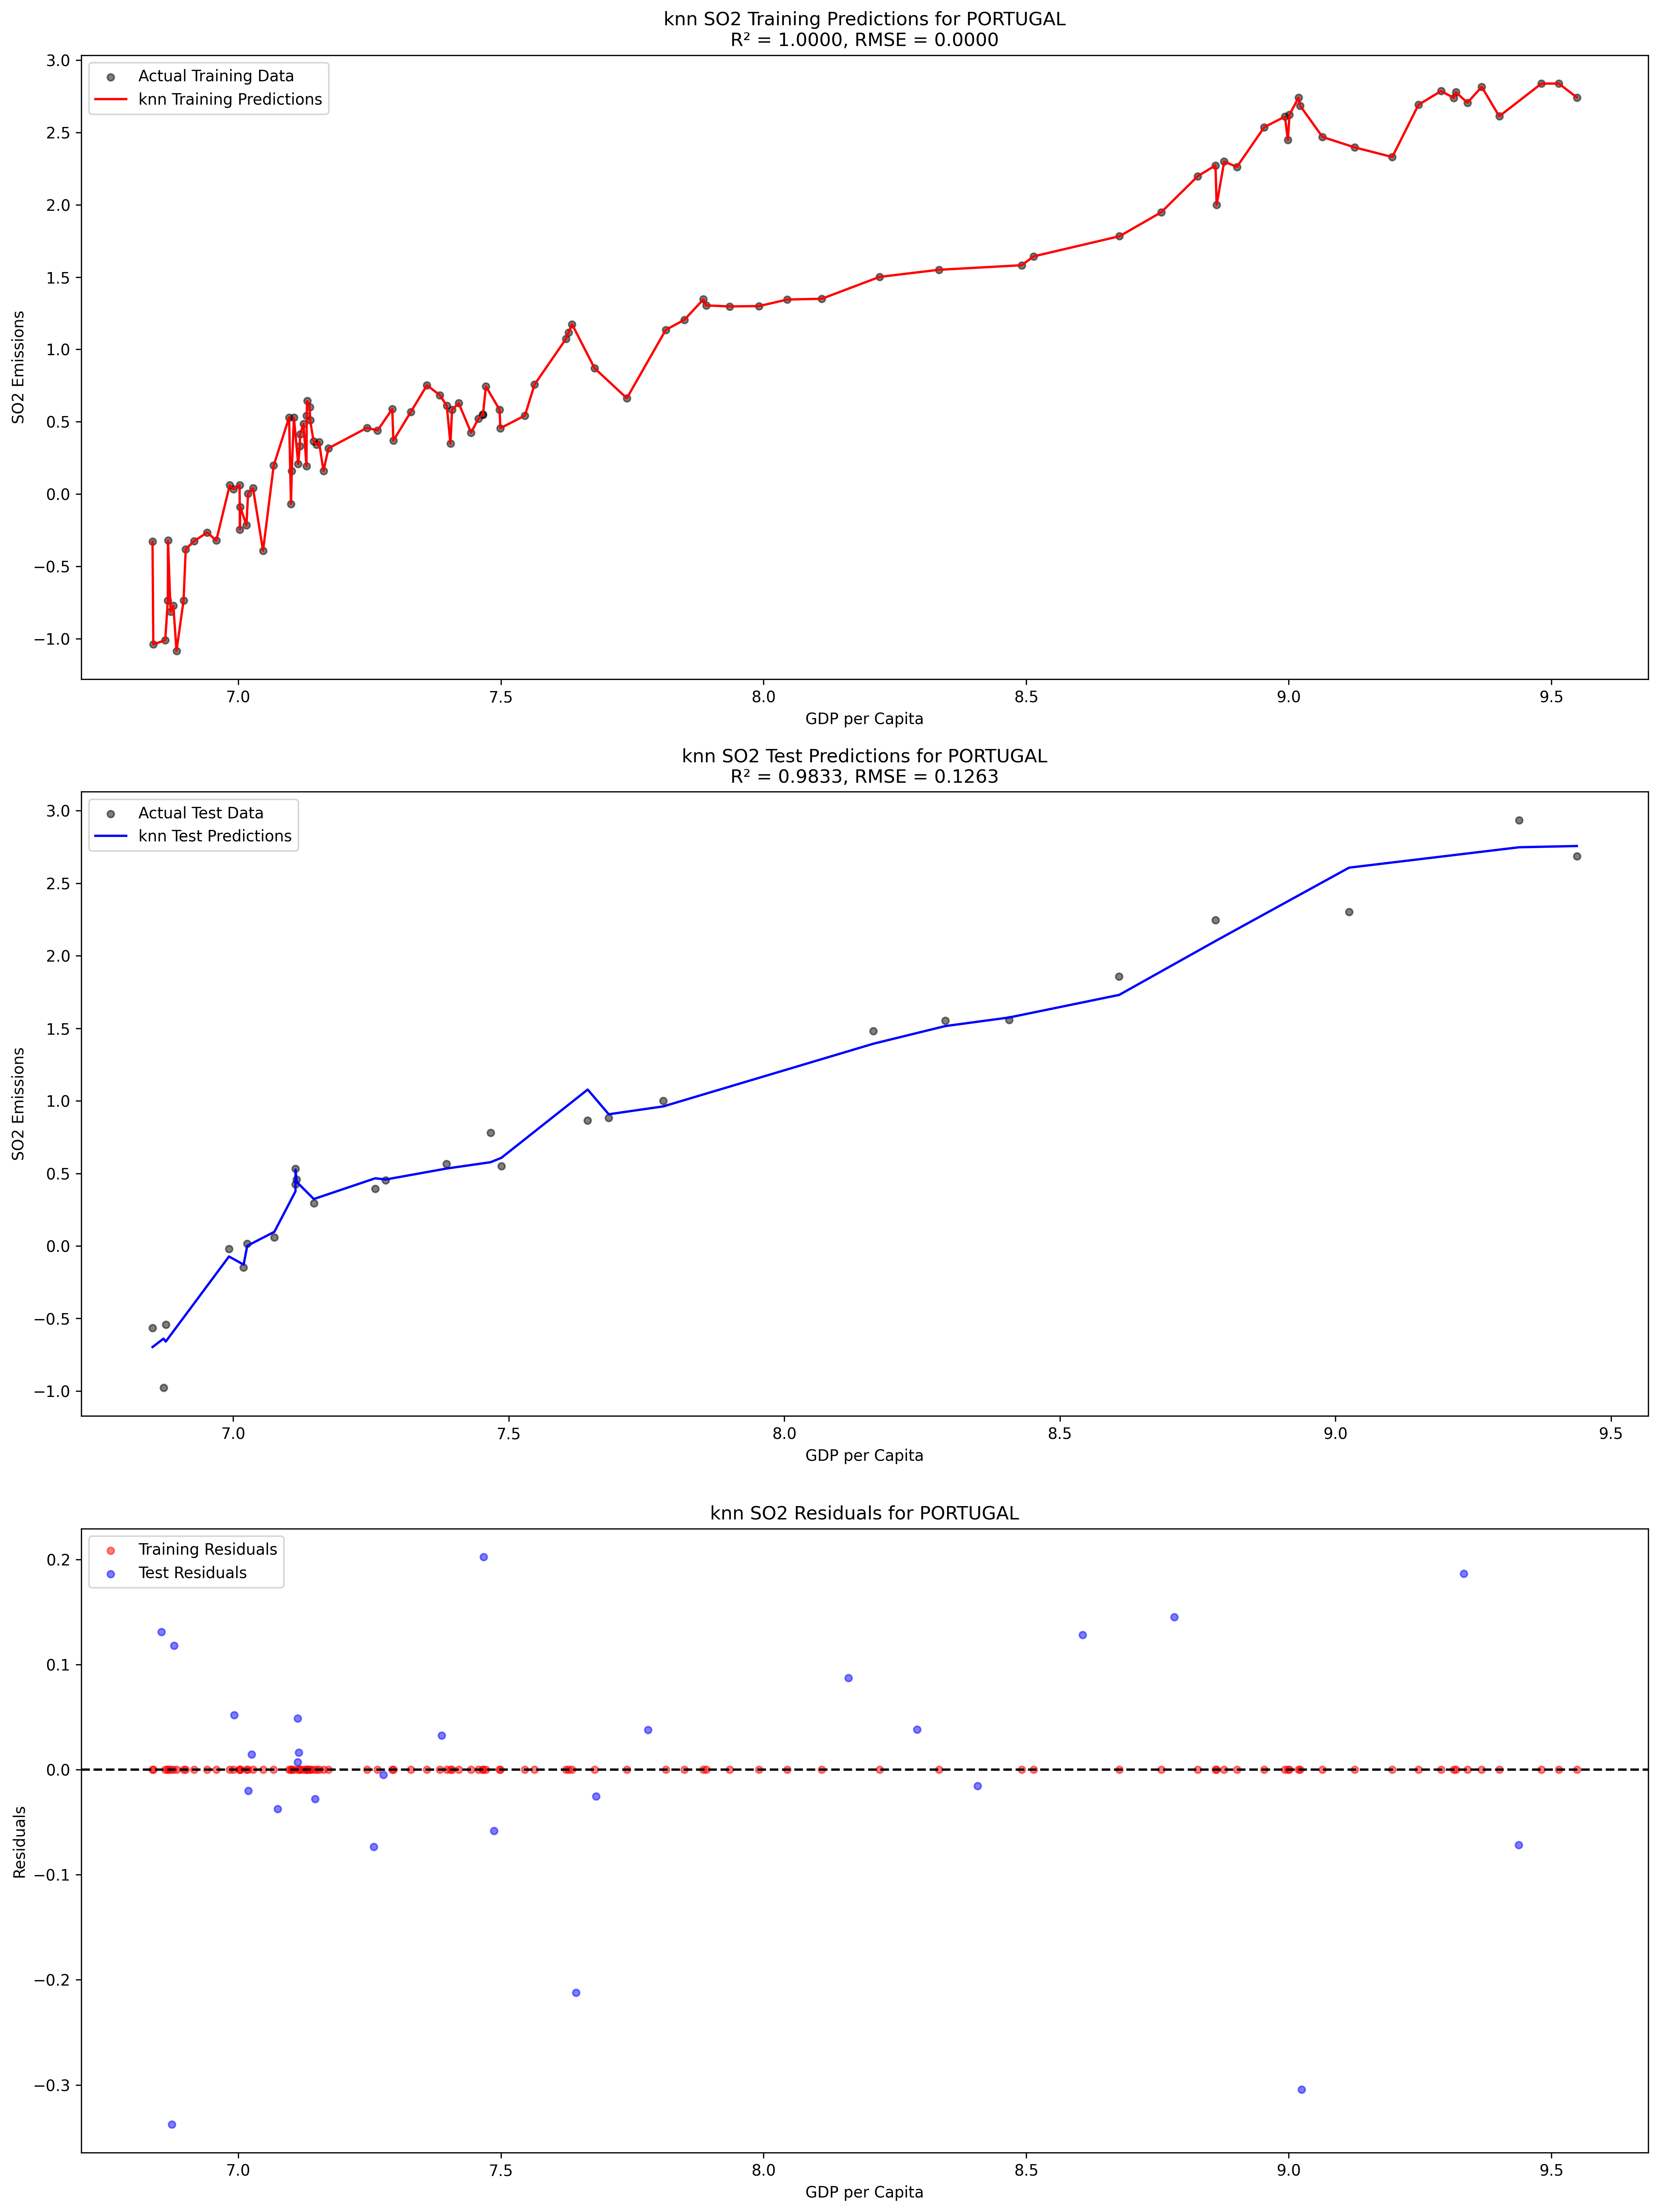 knn SO2 Training Predictions for PORTUGAL
R² = 1.0000, RMSE = 0.0000
Actual Training Data
knn Training Predictions
SO2 Emissions
3.0
2.5
2.0
1.5
1.0
0.5
0.0
−0.5
−1.0
7.0 7.5 8.0 8.5 9.0 9.5
GDP per Capita
knn SO2 Test Predictions for PORTUGAL
R² = 0.9833, RMSE = 0.1263
Actual Test Data
knn Test Predictions
SO2 Emissions
3.0
2.5
2.0
1.5
1.0
0.5
0.0
−0.5
−1.0
7.0 7.5 8.0 8.5 9.0 9.5
GDP per Capita
knn SO2 Residuals for PORTUGAL
Training Residuals
Test Residuals
Residuals
0.2
0.1
0.0
−0.1
−0.2
−0.3
7.0 7.5 8.0 8.5 9.0 9.5
GDP per Capita